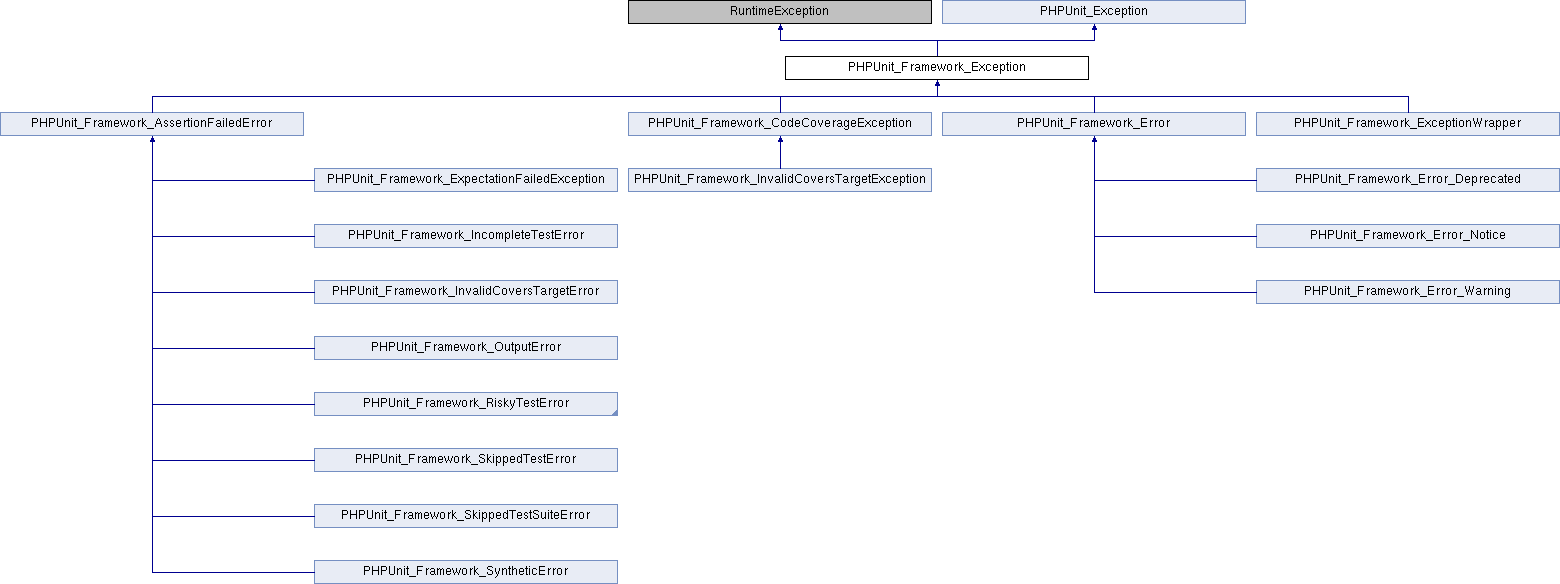 RuntimeException
PHPUnit_Exception
PHPUnit_Framework_Exception
PHPUnit_Framework_AssertionFailedError
PHPUnit_Framework_CodeCoverageException
PHPUnit_Framework_Error
PHPUnit_Framework_ExceptionWrapper
PHPUnit_Framework_ExpectationFailedException
PHPUnit_Framework_InvalidCoversTargetException
PHPUnit_Framework_Error_Deprecated
PHPUnit_Framework_IncompleteTestError
PHPUnit_Framework_Error_Notice
PHPUnit_Framework_InvalidCoversTargetError
PHPUnit_Framework_Error_Warning
PHPUnit_Framework_OutputError
PHPUnit_Framework_RiskyTestError
PHPUnit_Framework_SkippedTestError
PHPUnit_Framework_SkippedTestSuiteError
PHPUnit_Framework_SyntheticError